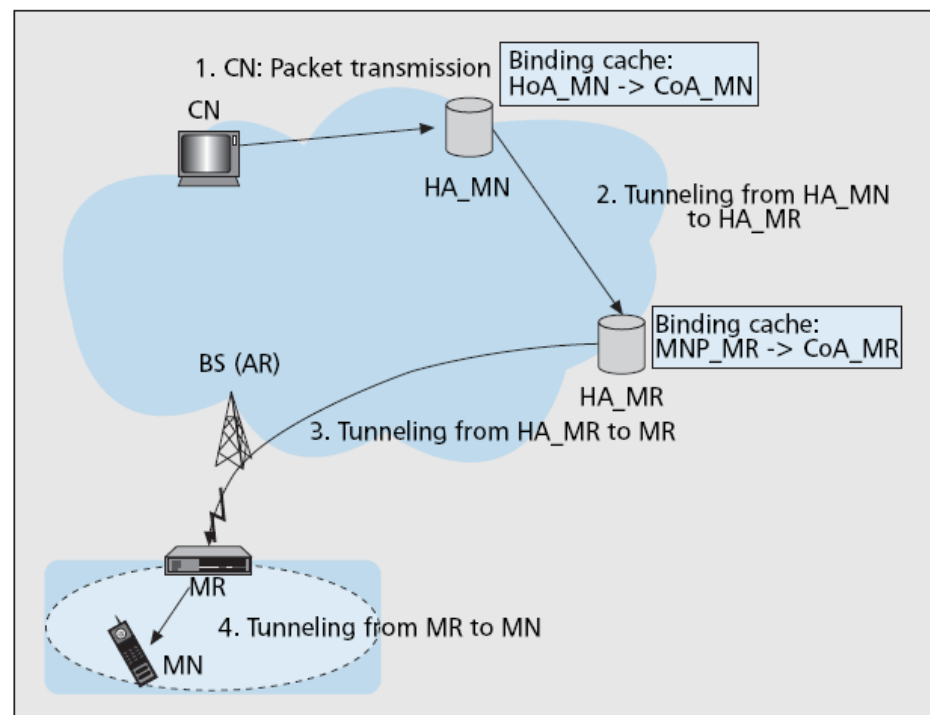 1. CN: Packet transmission
Binding cache:
HoA_MN -> CoA_MN
CN
HA_MN
2. Tunneling from HA_MN
to HA_MR
Binding cache:
MNP_MR -> CoA_MR
BS (AR)
HA_MR
3. Tunneling from HA_MR to MR
MR
4. Tunneling from MR to MN
MN